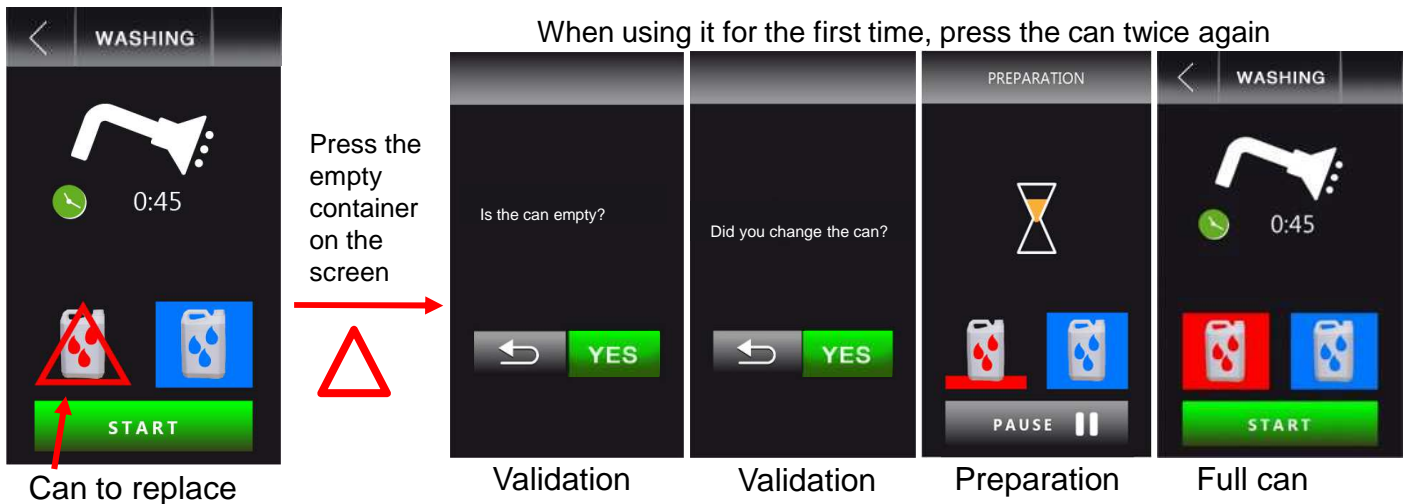 WASHING
0:45
START
Can to replace
Press the
empty
container
on the
screen
When using it for the first time, press the can twice again
Is the can empty?
YES
Validation
Did you change the can?
YES
Validation
PREPARATION
PAUSE
Preparation
WASHING
0:45
START
Full can